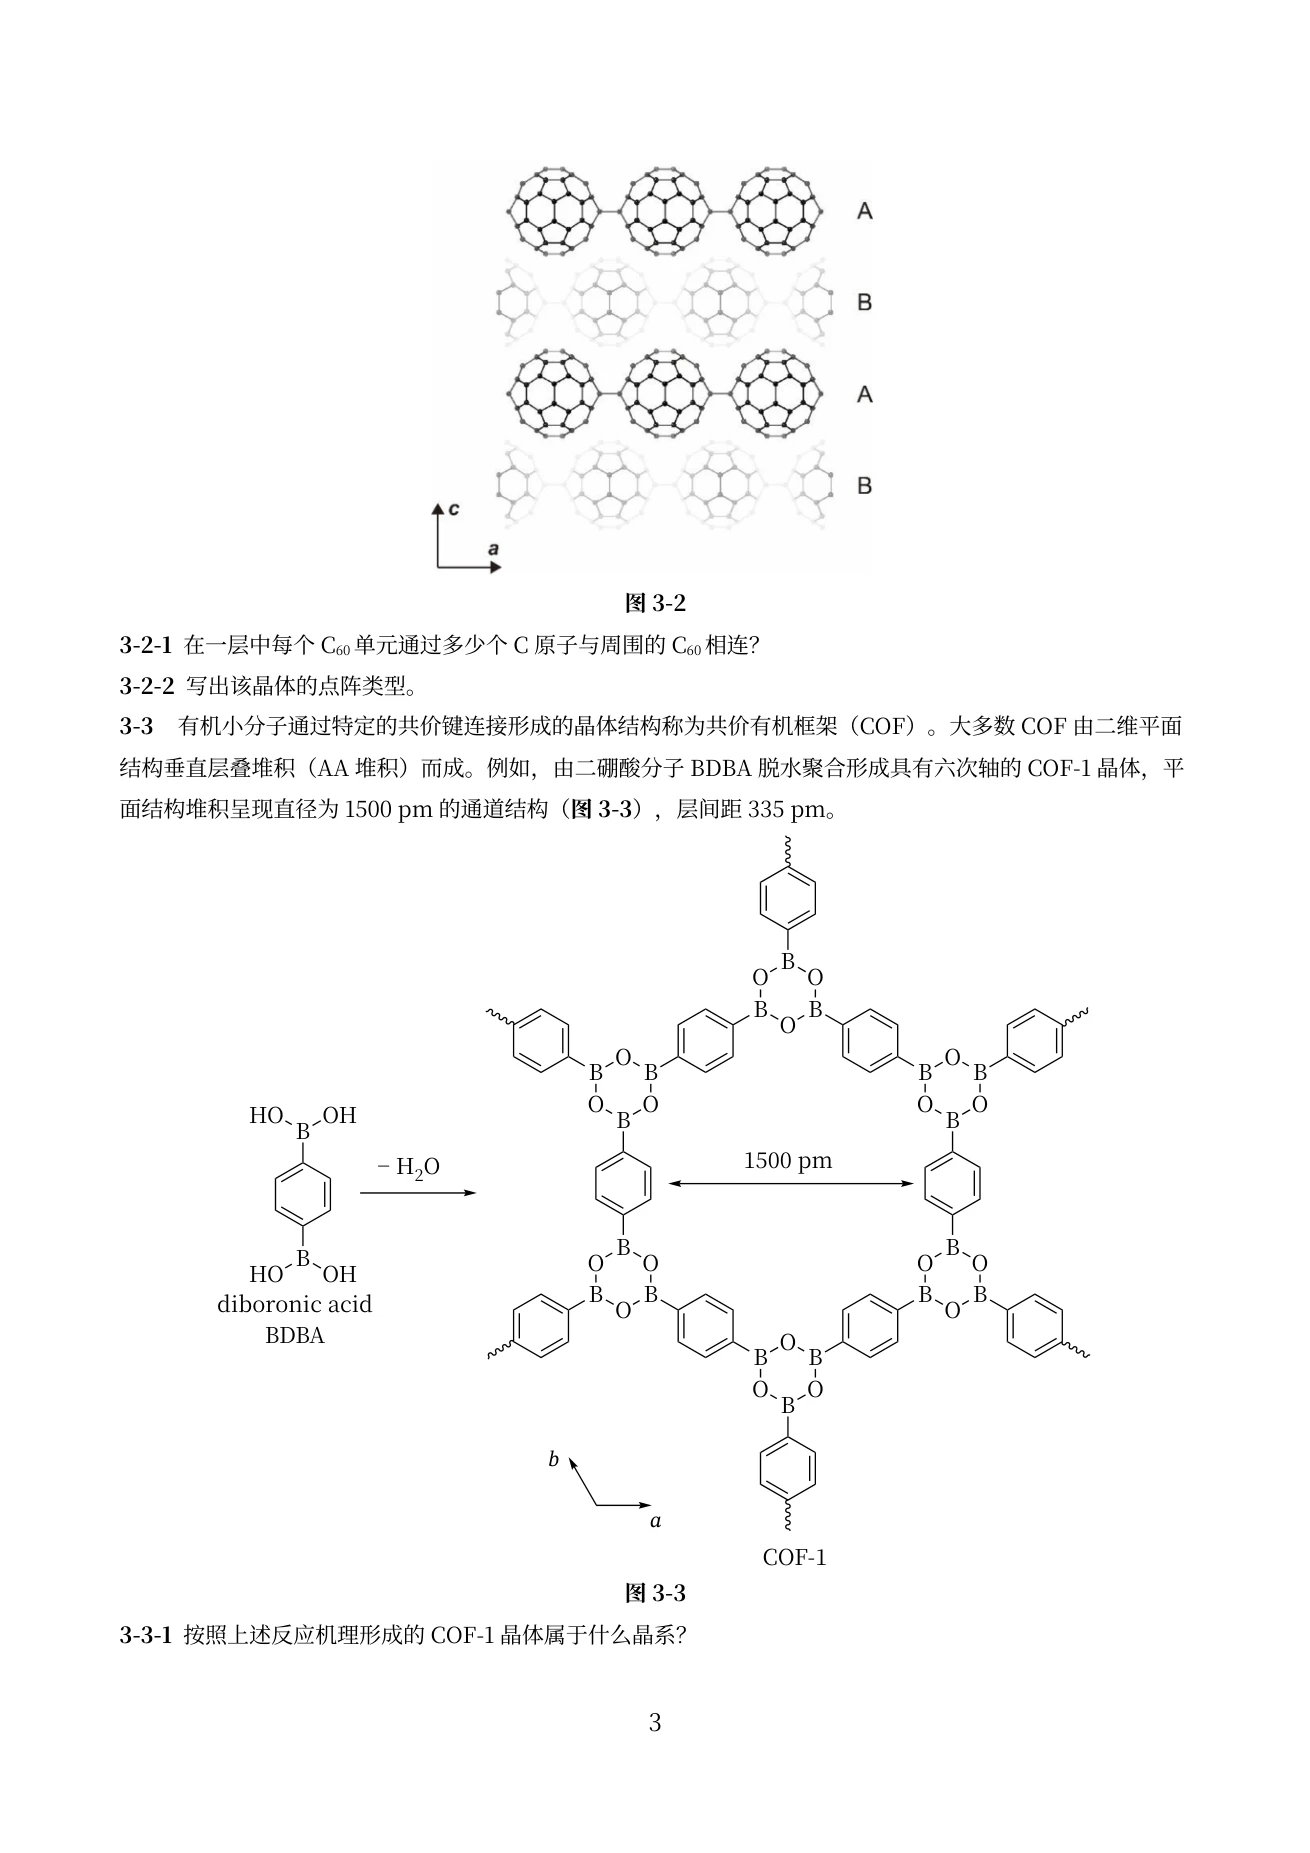 A
B
A
B
c
a
图 3-2
3-2-1 在一层中每个 C₆₀ 单元通过多少个 C 原子与周围的 C₆₀ 相连？
3-2-2 写出该晶体的点阵类型。
3-3 有机小分子通过特定的共价键连接形成的晶体结构称为共价有机框架（COF）。大多数 COF 由二维平面
结构垂直层叠堆积（AA 堆积）而成。例如，由二硼酸分子 BDBA 脱水聚合形成具有六次轴的 COF-1 晶体，平
面结构堆积呈现直径为 1500 pm 的通道结构（图 3-3），层间距 335 pm。
B
O O
B B
O
O
B B
O O
B
O
B B
O O
B
HO OH
B
− H₂O
B
HO OH
diboronic acid
BDBA
1500 pm
B
O O
B B
O
B
O O
B B
O
O
B B
O O
B
b
a
COF-1
图 3-3
3-3-1 按照上述反应机理形成的 COF-1 晶体属于什么晶系？
3